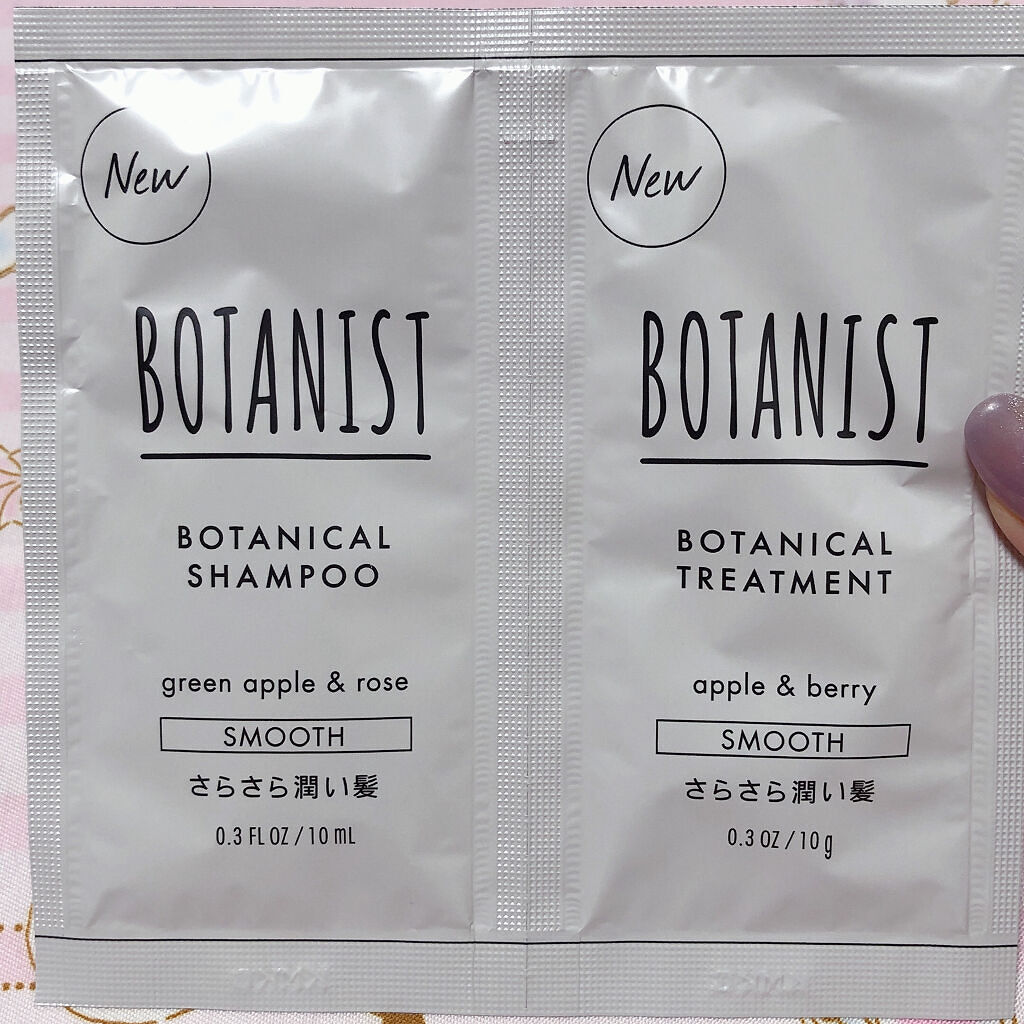 New
BOTANIST
BOTANICAL
SHAMPOO
green apple & rose
SMOOTH
さらさら潤い髪
0.3 FL OZ / 10 mL
New
BOTANIST
BOTANICAL
TREATMENT
apple & berry
SMOOTH
さらさら潤い髪
0.3 OZ / 10 g